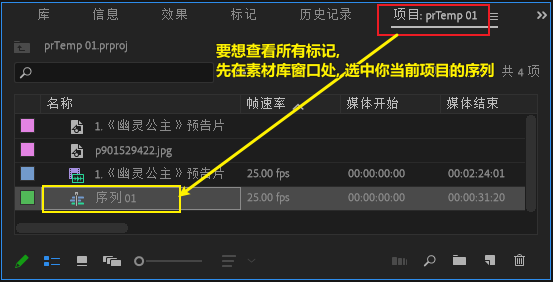 库 信息 效果 标记 历史记录 项目: prTemp 01
prTemp 01.prproj
要想查看所有标记,
先在素材库窗口处, 选中你当前项目的序列
共 4 项
名称 帧速率 媒体开始 媒体结束
1.《幽灵公主》预告片
p901529422.jpg
1.《幽灵公主》预告片 25.00 fps 00:00:00:00 00:02:24:01
序列 01 25.00 fps 00:00:00:00 00:00:31:20